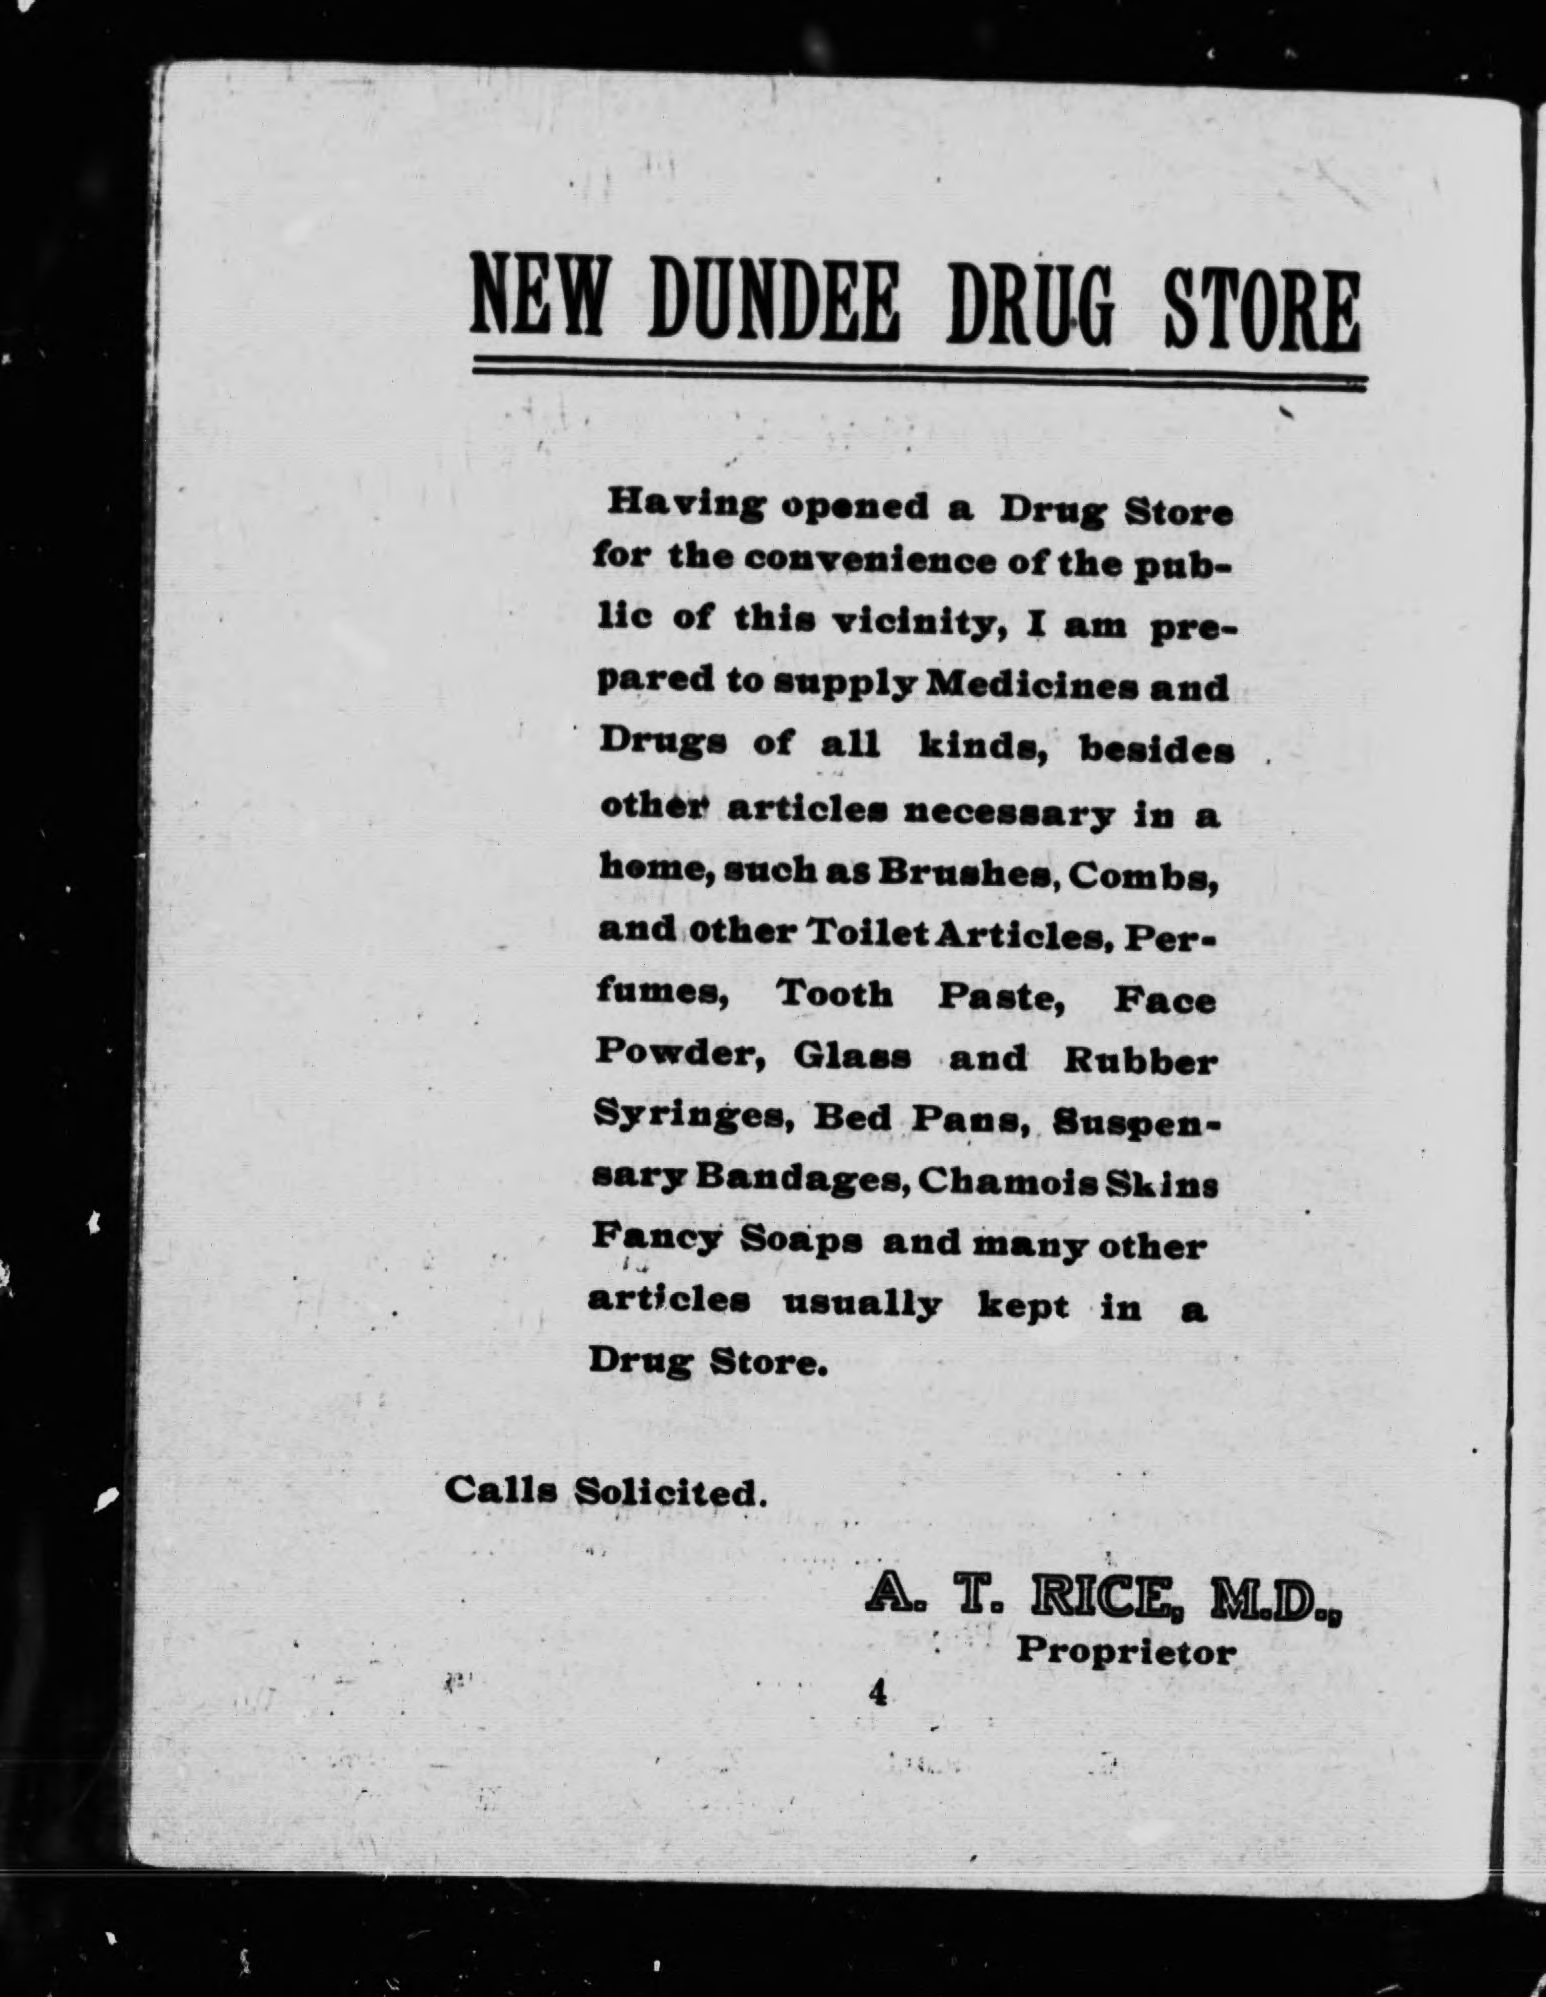 NEW DUNDEE DRUG STORE
Having opened a Drug Store
for the convenience of the pub-
lic of this vicinity, I am pre-
pared to supply Medicines and
Drugs of all kinds, besides
other articles necessary in a
home, such as Brushes, Combs,
and other Toilet Articles, Per-
fumes, Tooth Paste, Face
Powder, Glass and Rubber
Syringes, Bed Pans, Suspen-
sary Bandages, Chamois Skins
Fancy Soaps and many other
articles usually kept in a
Drug Store.
Calls Solicited.
A. T. RICE, M.D.,
Proprietor
4